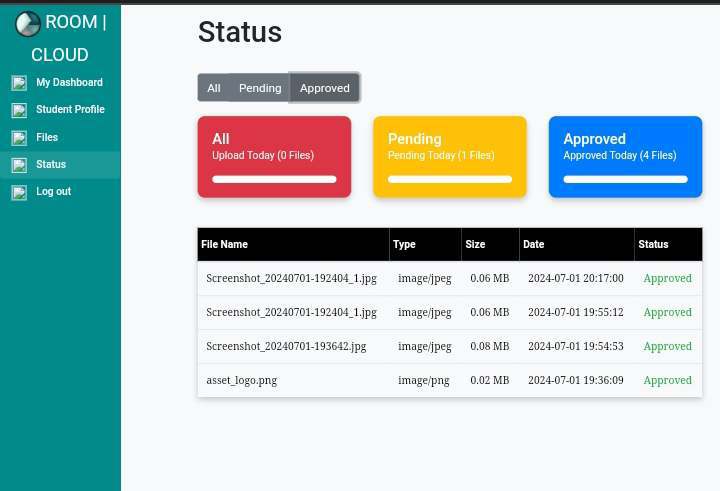 ROOM |
CLOUD
My Dashboard
Student Profile
Files
Status
Log out
Status
All Pending Approved
All
Upload Today (0 Files)
Pending
Pending Today (1 Files)
Approved
Approved Today (4 Files)
File Name Type Size Date Status
Screenshot_20240701-192404_1.jpg image/jpeg 0.06 MB 2024-07-01 20:17:00 Approved
Screenshot_20240701-192404_1.jpg image/jpeg 0.06 MB 2024-07-01 19:55:12 Approved
Screenshot_20240701-193642.jpg image/jpeg 0.08 MB 2024-07-01 19:54:53 Approved
asset_logo.png image/png 0.02 MB 2024-07-01 19:36:09 Approved